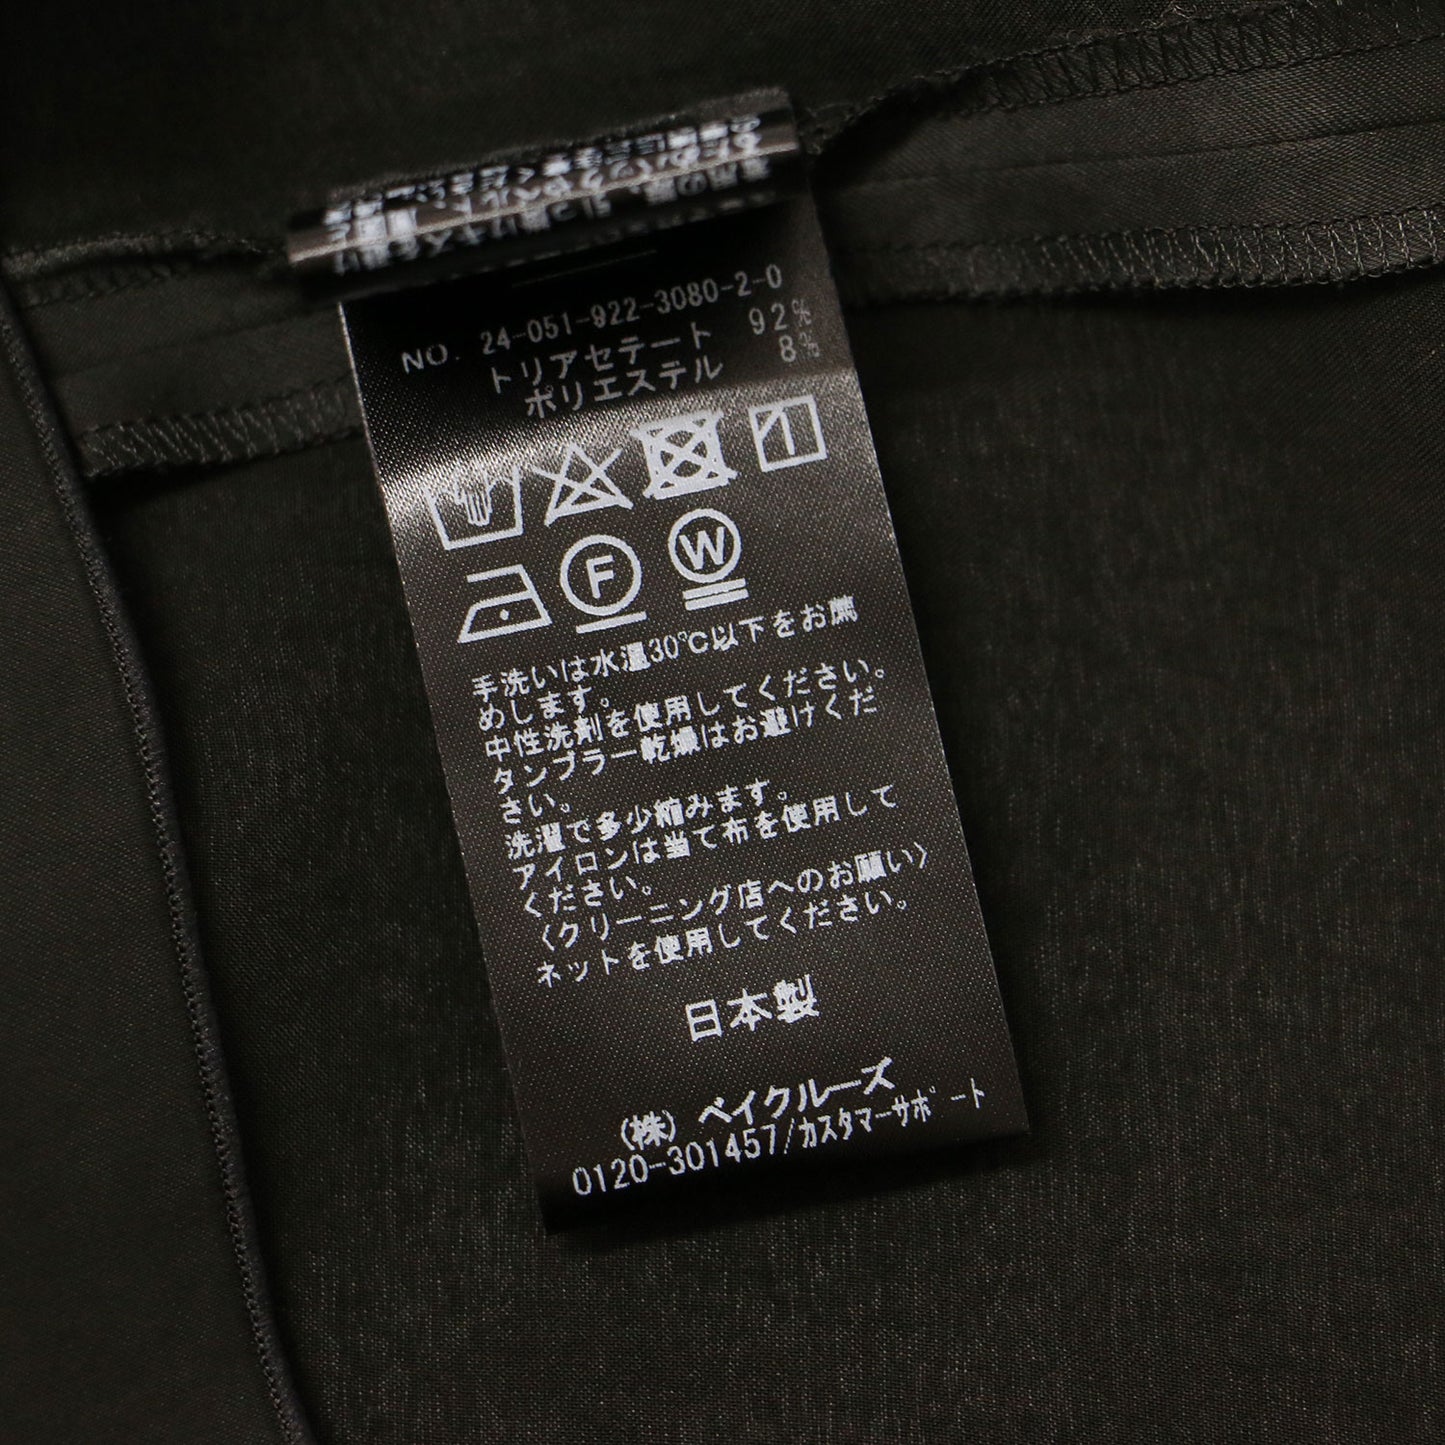 NO. 24-051-922-3080-2-0
トリアセテート 92%
ポリエステル 8%
F W
手洗いは水温30℃以下をお薦
めします。
中性洗剤を使用してください。
タンブラー乾燥はお避けくだ
さい。
洗濯で多少縮みます。
アイロンは当て布を使用して
ください。
〈クリーニング店へのお願い〉
ネットを使用してください。
日本製
(株) ベイクルーズ
0120-301457/カスタマーサポート